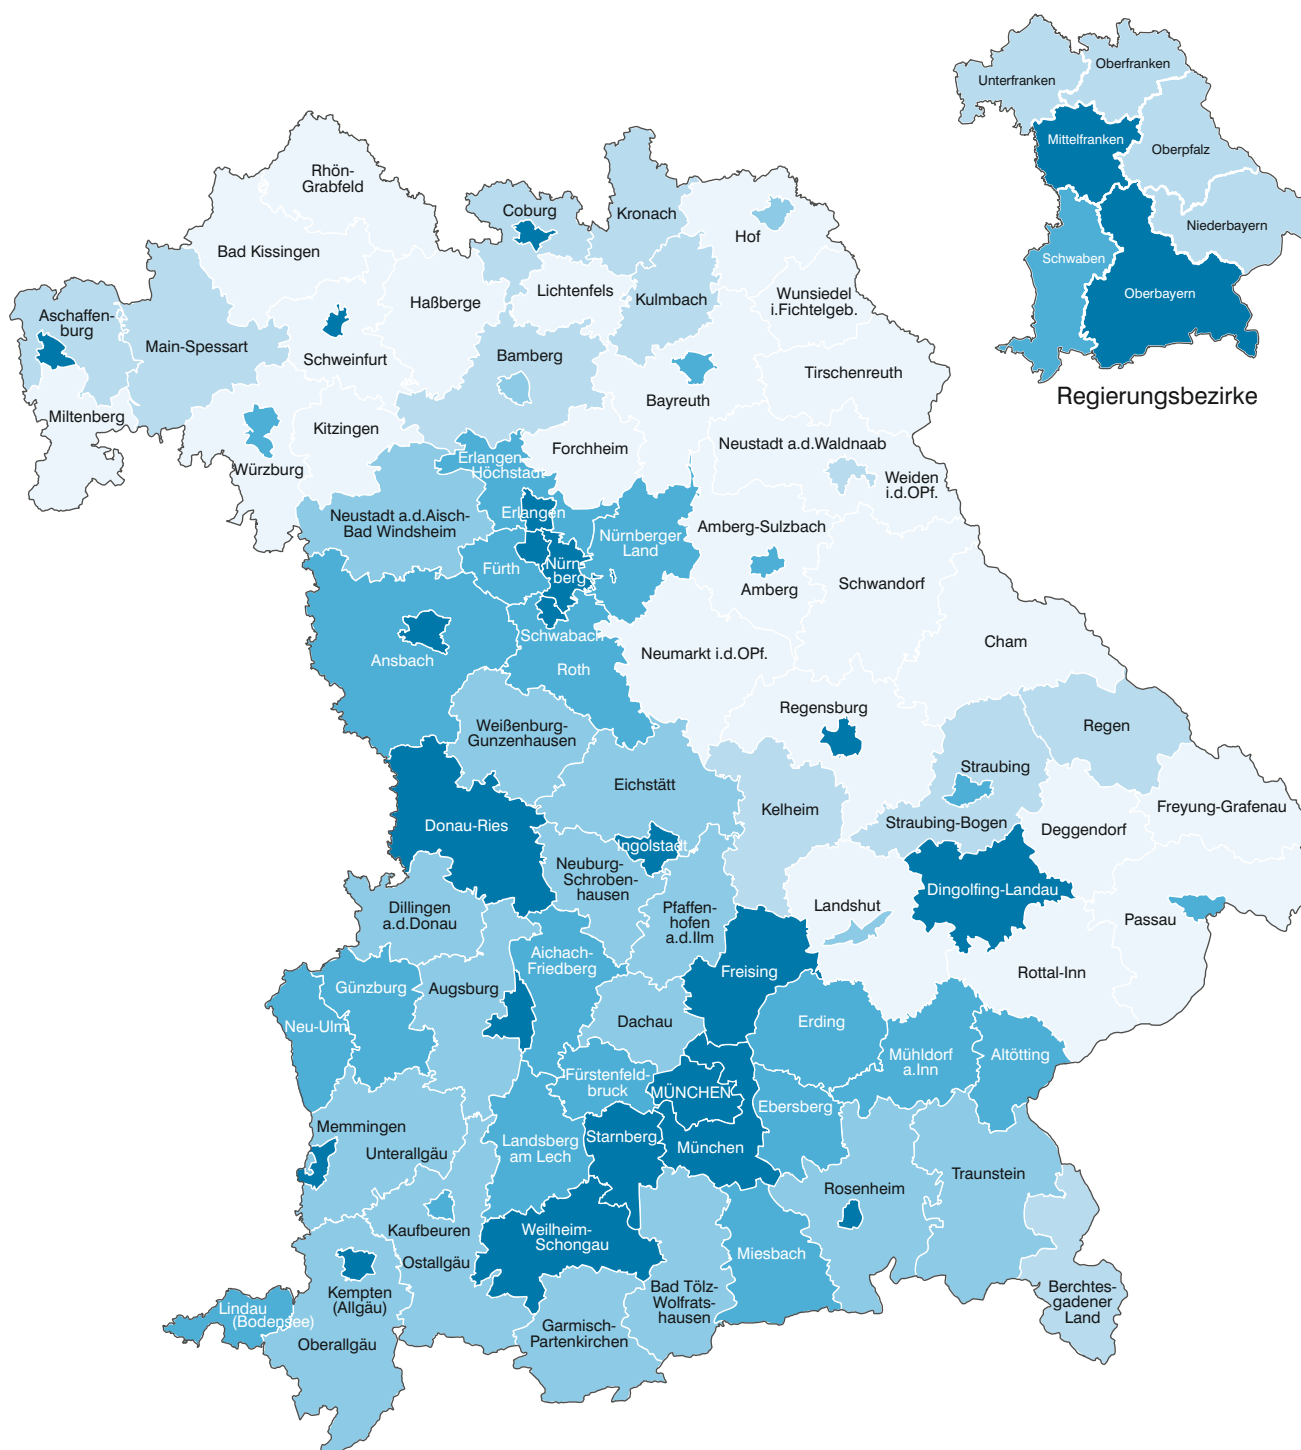 Oberfranken
Unterfranken
Mittelfranken
Oberpfalz
Niederbayern
Schwaben
Oberbayern
Regierungsbezirke
Rhön-
Grabfeld
Coburg
Kronach
Hof
Bad Kissingen
Lichtenfels
Kulmbach
Haßberge
Wunsiedel
i.Fichtelgeb.
Aschaffen-
burg
Main-Spessart
Schweinfurt
Bamberg
Tirschenreuth
Bayreuth
Miltenberg
Kitzingen
Forchheim
Neustadt a.d.Waldnaab
Würzburg
Erlangen-
Höchstadt
Weiden
i.d.OPf.
Neustadt a.d.Aisch-
Bad Windsheim
Erlangen
Nürnberger
Land
Amberg-Sulzbach
Fürth
Nürn-
berg
Amberg
Schwandorf
Schwabach
Cham
Ansbach
Roth
Neumarkt i.d.OPf.
Regensburg
Weißenburg-
Gunzenhausen
Regen
Straubing
Eichstätt
Kelheim
Freyung-Grafenau
Donau-Ries
Straubing-Bogen
Deggendorf
Ingolstadt
Neuburg-
Schroben-
hausen
Dingolfing-Landau
Dillingen
a.d.Donau
Pfaffen-
hofen
a.d.Ilm
Landshut
Passau
Aichach-
Friedberg
Freising
Rottal-Inn
Günzburg
Augsburg
Neu-Ulm
Dachau
Erding
Mühldorf
a.Inn
Altötting
Fürstenfeld-
bruck
MÜNCHEN
Ebersberg
Memmingen
Unterallgäu
Landsberg
am Lech
Starnberg
München
Traunstein
Rosenheim
Kaufbeuren
Weilheim-
Schongau
Ostallgäu
Miesbach
Kempten
(Allgäu)
Bad Tölz-
Wolfrats-
hausen
Berchtes-
gadener
Land
Lindau
(Bodensee)
Oberallgäu
Garmisch-
Partenkirchen